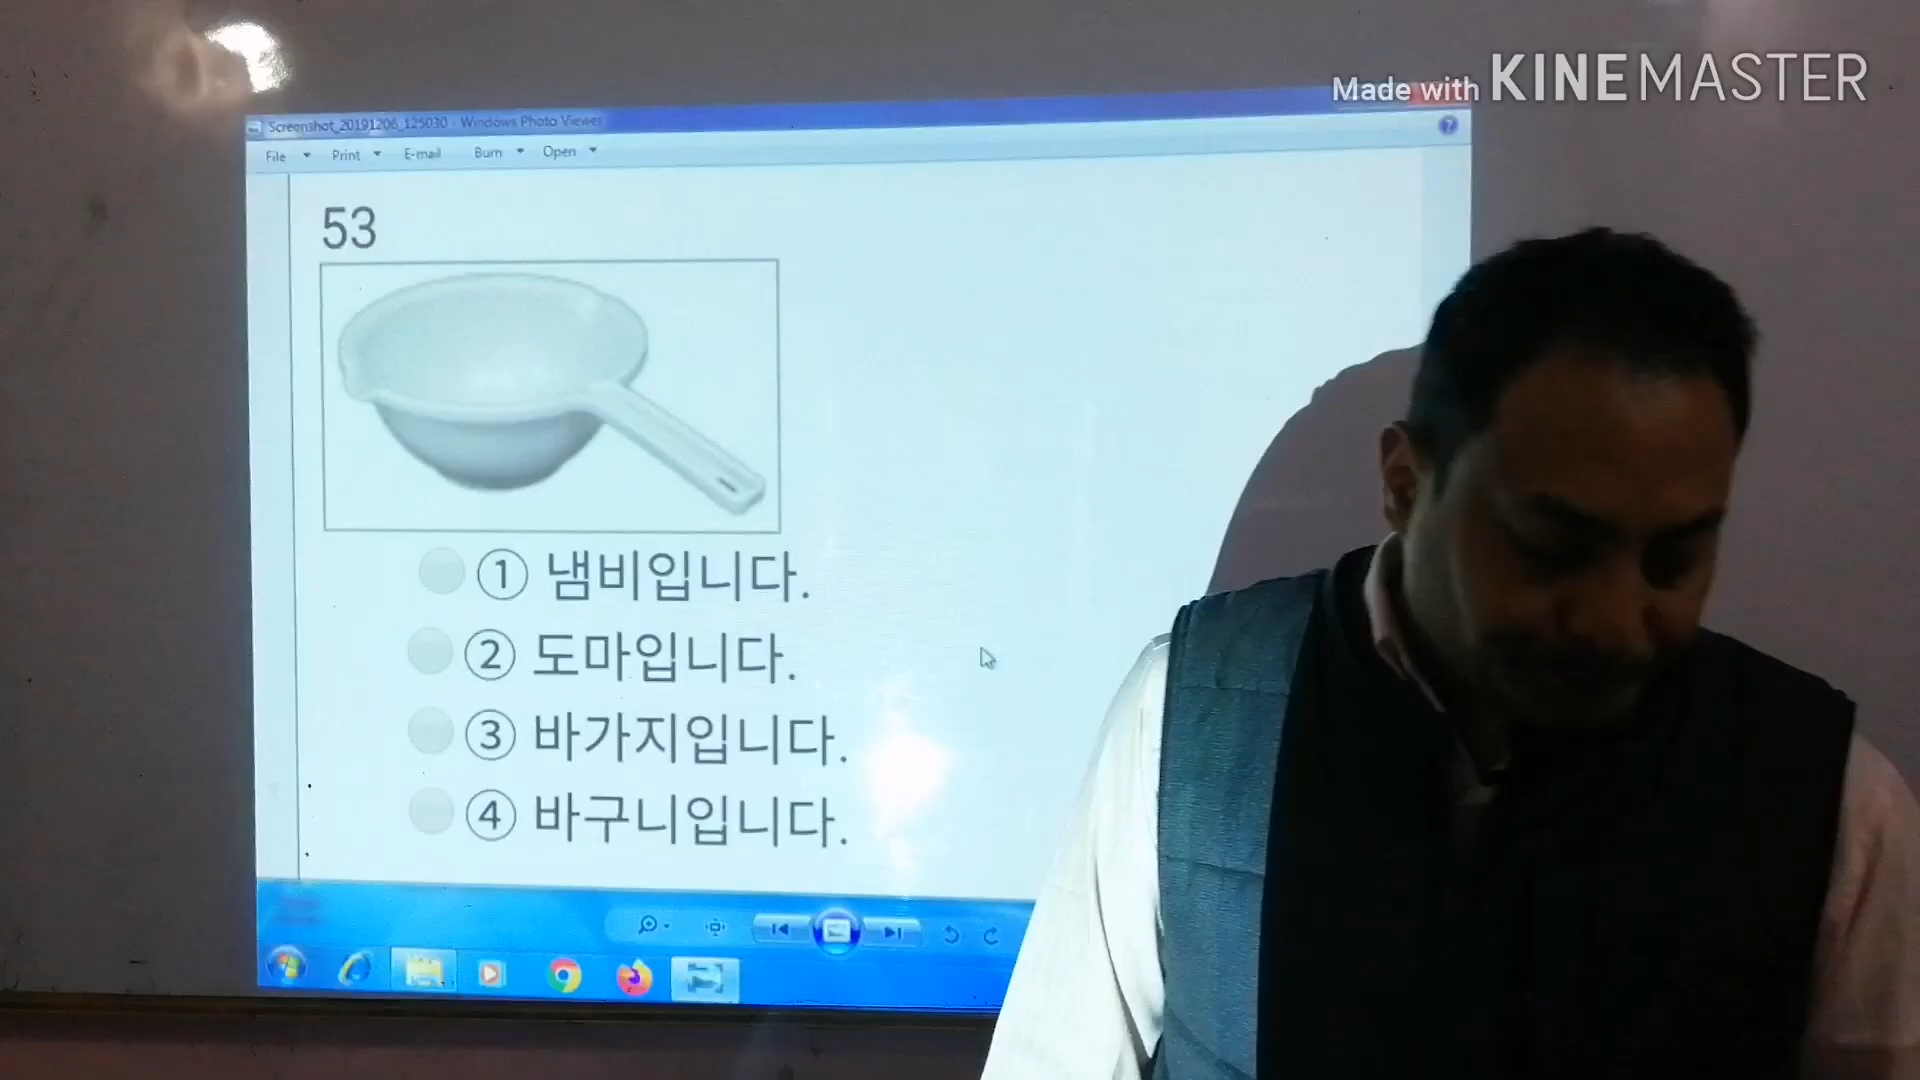 Made with KINEMASTER
Screenshot_20191206_125030 - Windows Photo Viewer
File Print E-mail Burn Open
53
① 냄비입니다.
② 도마입니다.
③ 바가지입니다.
④ 바구니입니다.